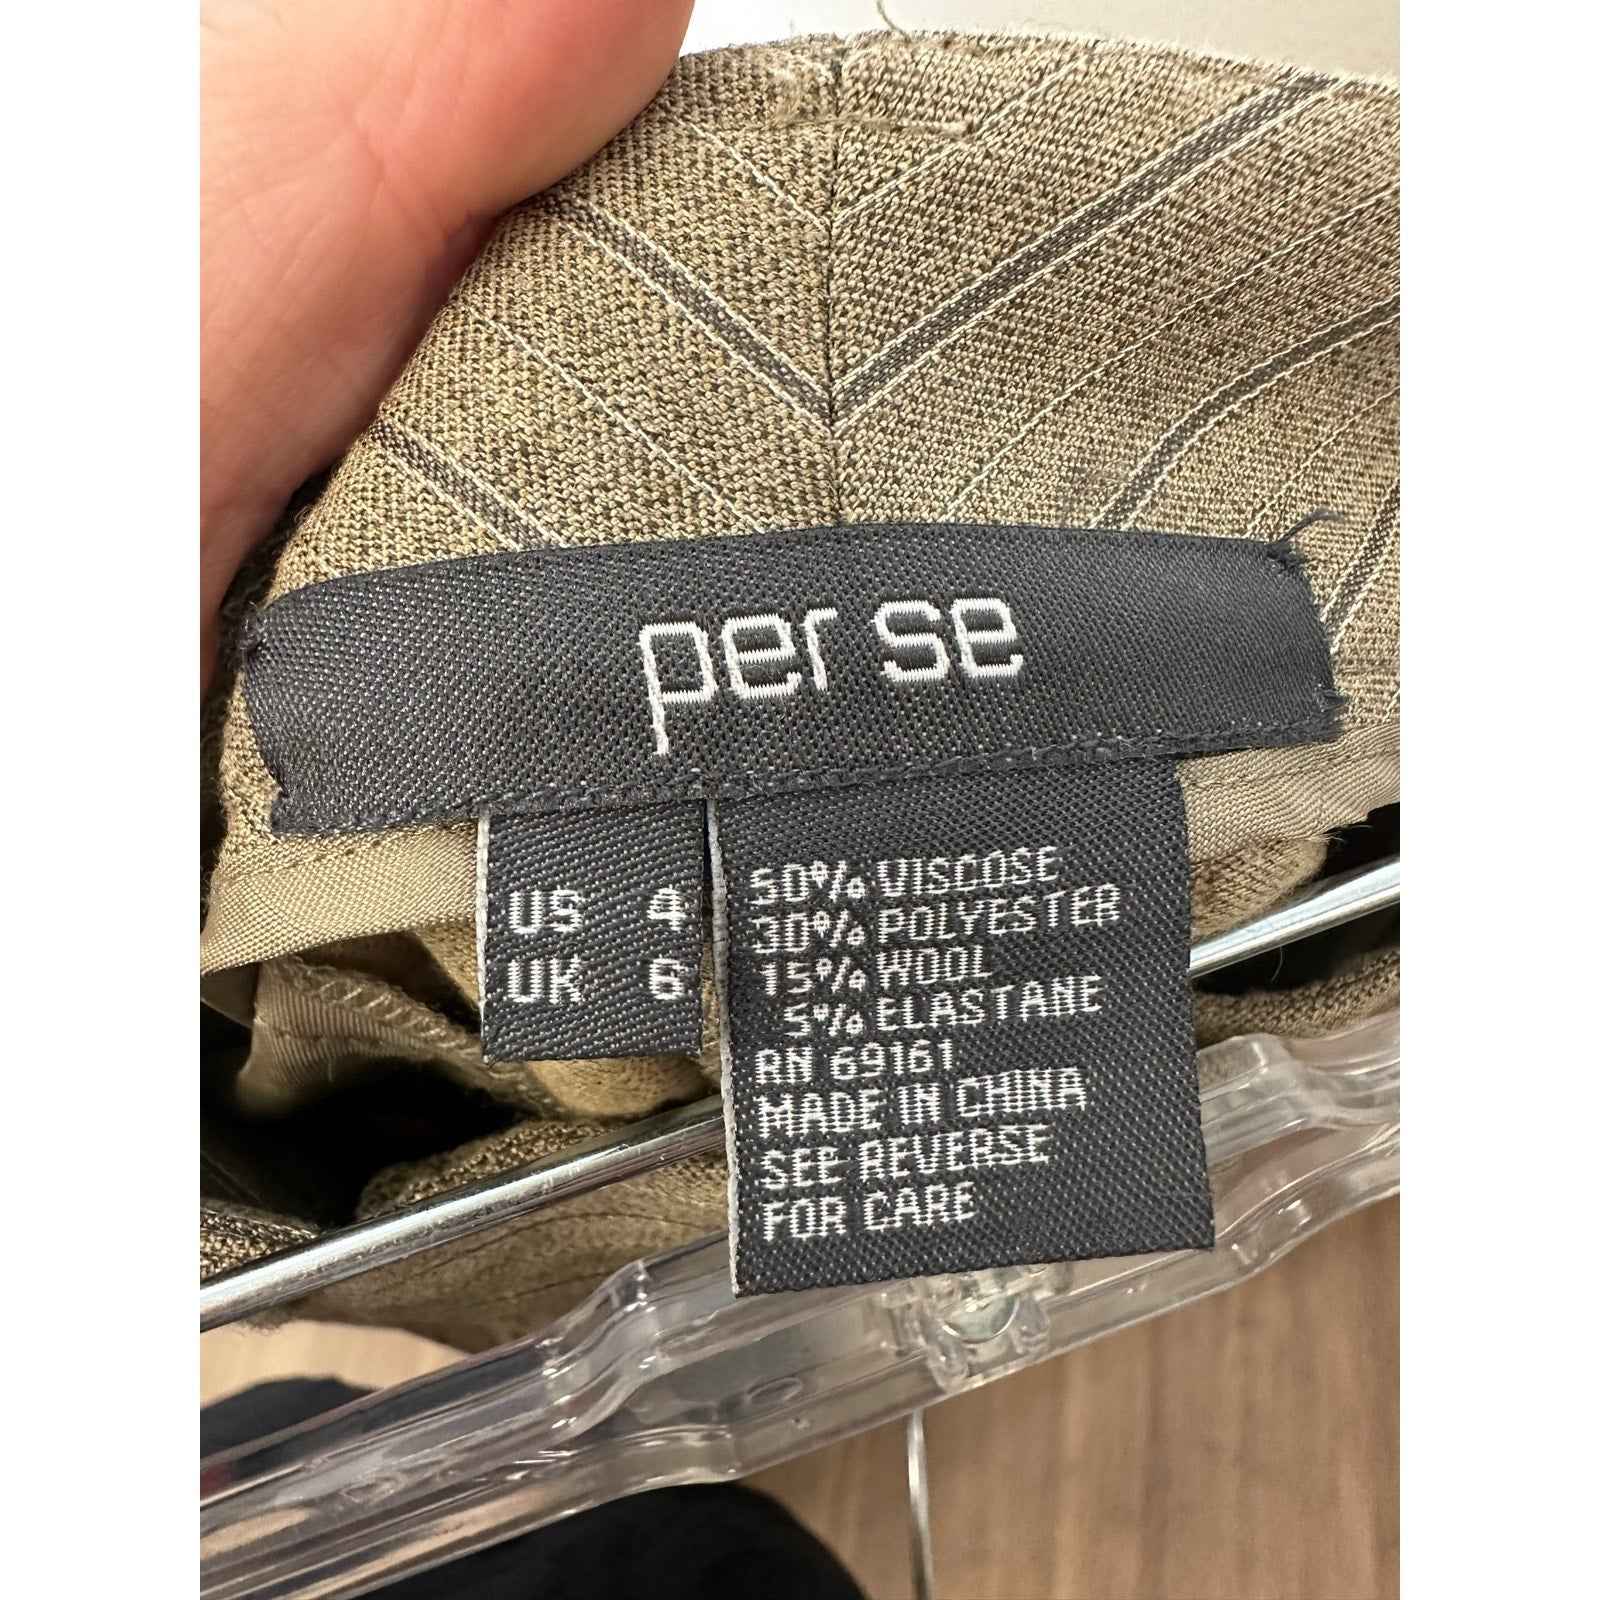 per se
US 4
UK 6
50% VISCOSE
30% POLYESTER
15% WOOL
5% ELASTANE
RN 69161
MADE IN CHINA
SEE REVERSE
FOR CARE